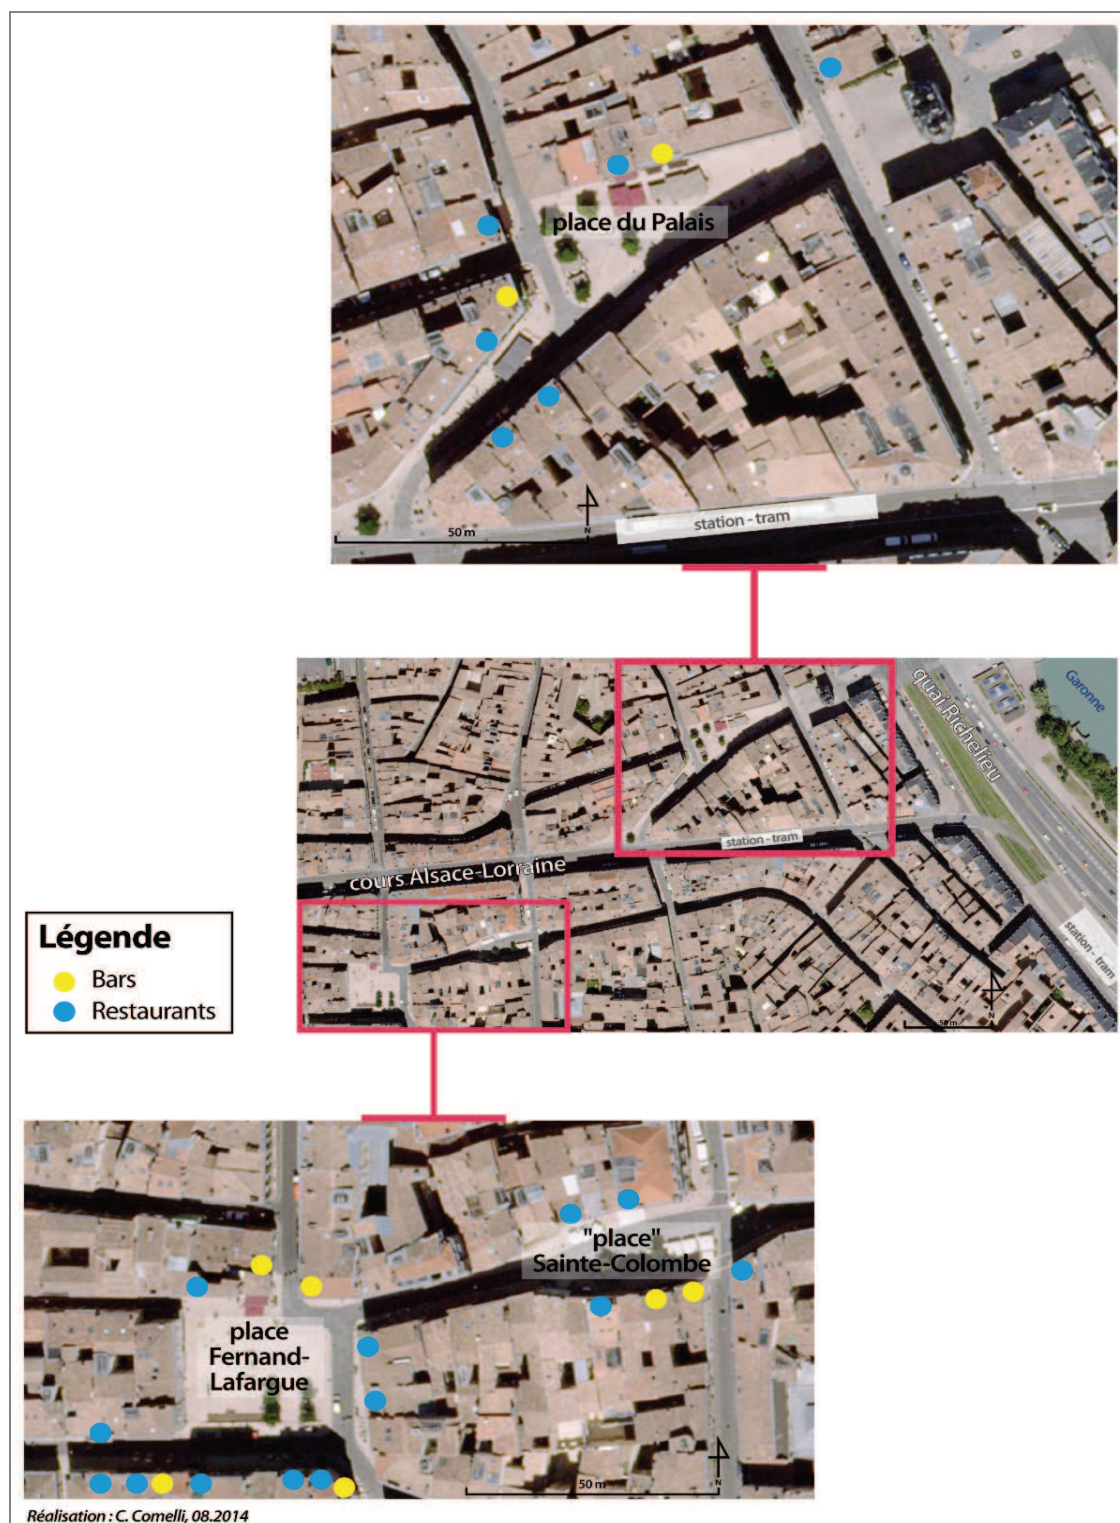 place du Palais
station - tram
50 m
N
quai Richelieu
Garonne
station - tram
cours Alsace-Lorraine
station - tram
50 m
N
Légende
Bars
Restaurants
"place"
Sainte-Colombe
place
Fernand-
Lafargue
50 m
N
Réalisation : C. Comelli, 08.2014